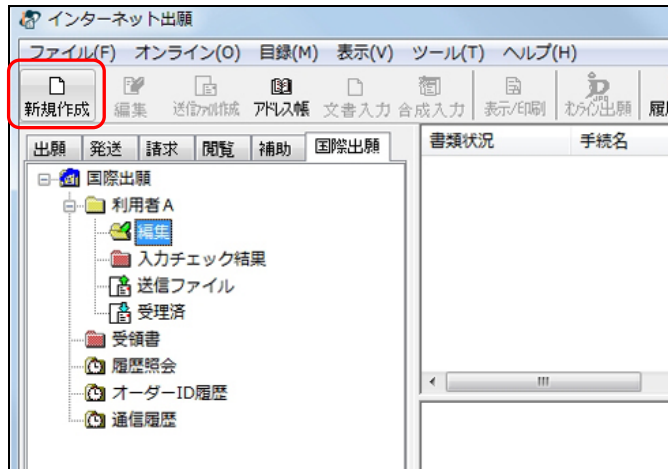 インターネット出願
ファイル(F) オンライン(O) 目録(M) 表示(V) ツール(T) ヘルプ(H)
新規作成 編集 送信ファイル作成 アドレス帳 文書入力 合成入力 表示/印刷 オンライン出願 履
出願 発送 請求 閲覧 補助 国際出願
書類状況 手続名
国際出願
利用者A
編集
入力チェック結果
送信ファイル
受理済
受領書
履歴照会
オーダーID履歴
通信履歴